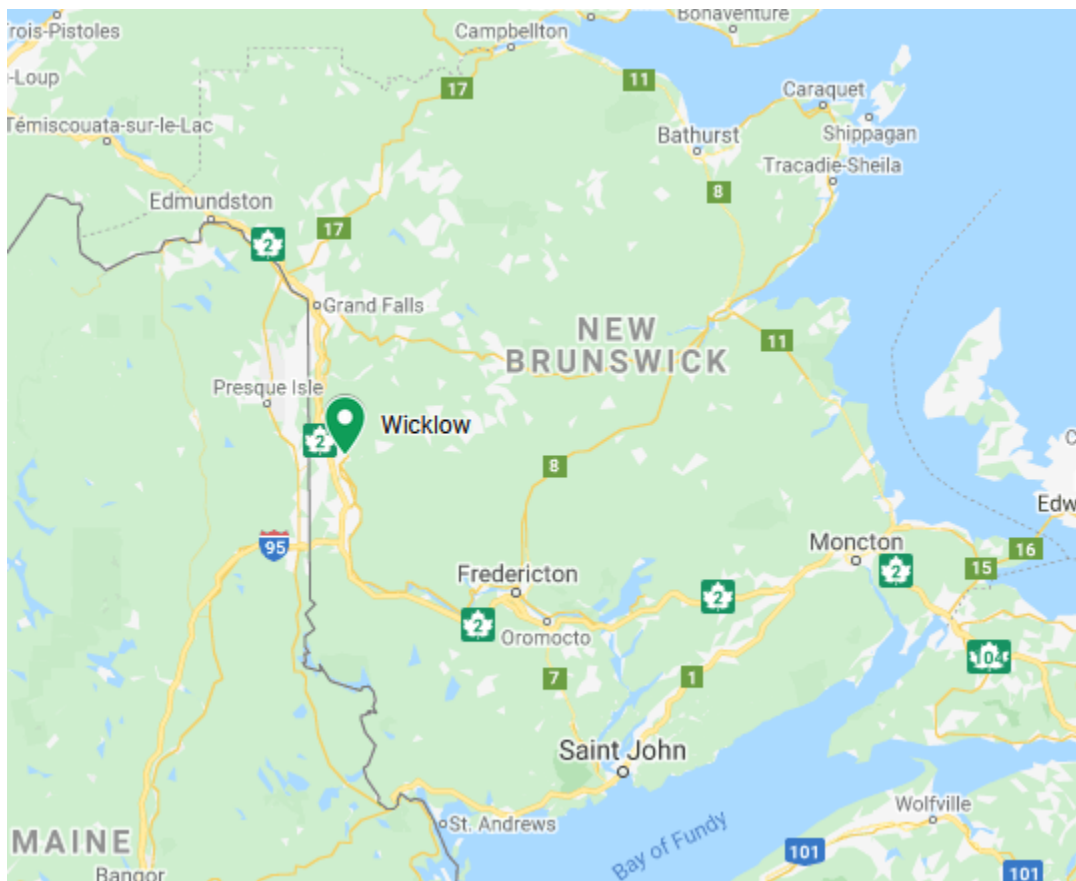 Bonaventure
Trois-Pistoles
Campbellton
-Loup
17
11
Caraquet
Témiscouata-sur-le-Lac
Bathurst
Shippagan
Tracadie-Sheila
Edmundston
8
17
2
Grand Falls
NEW
BRUNSWICK
11
Presque Isle
Wicklow
2
8
C
Edw
95
Moncton
16
15
2
Fredericton
2
2
Oromocto
104
7
1
Saint John
Wolfville
St. Andrews
MAINE
Bay of Fundy
101
Bangor
101